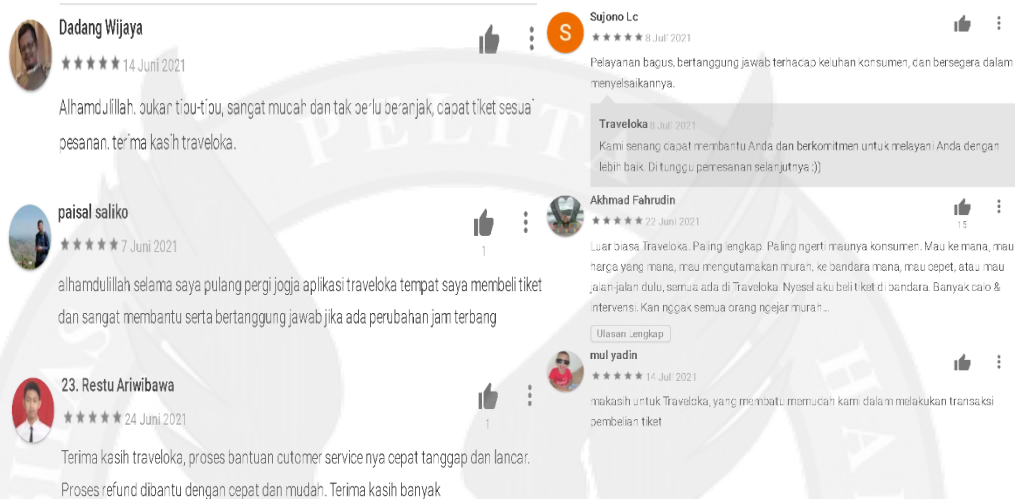 Dadang Wijaya
14 Juni 2021
Alhamdulillah. bukan tipu-tipu, sangat mudah dan tak perlu beranjak, dapat tiket sesuai
pesanan. terima kasih traveloka.
paisal saliko
7 Juni 2021
1
alhamdulillah selama saya pulang pergi jogja aplikasi traveloka tempat saya membeli tiket
dan sangat membantu serta bertanggung jawab jika ada perubahan jam terbang
23. Restu Ariwibawa
24 Juni 2021
1
Terima kasih traveloka, proses bantuan cutomer service nya cepat tanggap dan lancar.
Proses refund dibantu dengan cepat dan mudah. Terima kasih banyak
S
Sujono Lc
8 Juli 2021
Pelayanan bagus, bertanggung jawab terhadap keluhan konsumen, dan bersegera dalam
menyelsaikannya.
Traveloka 8 Juli 2021
Kami senang dapat membantu Anda dan berkomitmen untuk melayani Anda dengan
lebih baik. Di tunggu pemesanan selanjutnya :))
Akhmad Fahrudin
22 Juni 2021
15
Luar biasa Traveloka. Paling lengkap. Paling ngerti maunya konsumen. Mau ke mana, mau
harga yang mana, mau mengutamakan murah, ke bandara mana, mau cepet, atau mau
jalan-jalan dulu, semua ada di Traveloka. Nyesel aku beli tiket di bandara. Banyak calo &
intervensi. Kan nggak semua orang ngejar murah...
Ulasan Lengkap
mul yadin
14 Juli 2021
makasih untuk Traveloka, yang membatu memudah kami dalam melakukan transaksi
pembelian tiket
PELITA
HA
AS